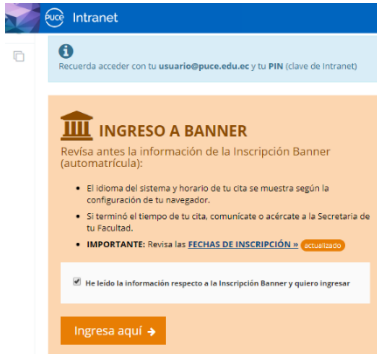 PUCE Intranet
Recuerda acceder con tu usuario@puce.edu.ec y tu PIN (clave de Intranet)
INGRESO A BANNER
Revísa antes la información de la Inscripción Banner
(automatrícula):
• El idioma del sistema y horario de tu cita se muestra según la
configuración de tu navegador.
• Si terminó el tiempo de tu cita, comunícate o acércate a la Secretaria de
tu Facultad.
• IMPORTANTE: Revisa las FECHAS DE INSCRIPCIÓN » actualizado
He leído la información respecto a la Inscripción Banner y quiero ingresar
Ingresa aquí →